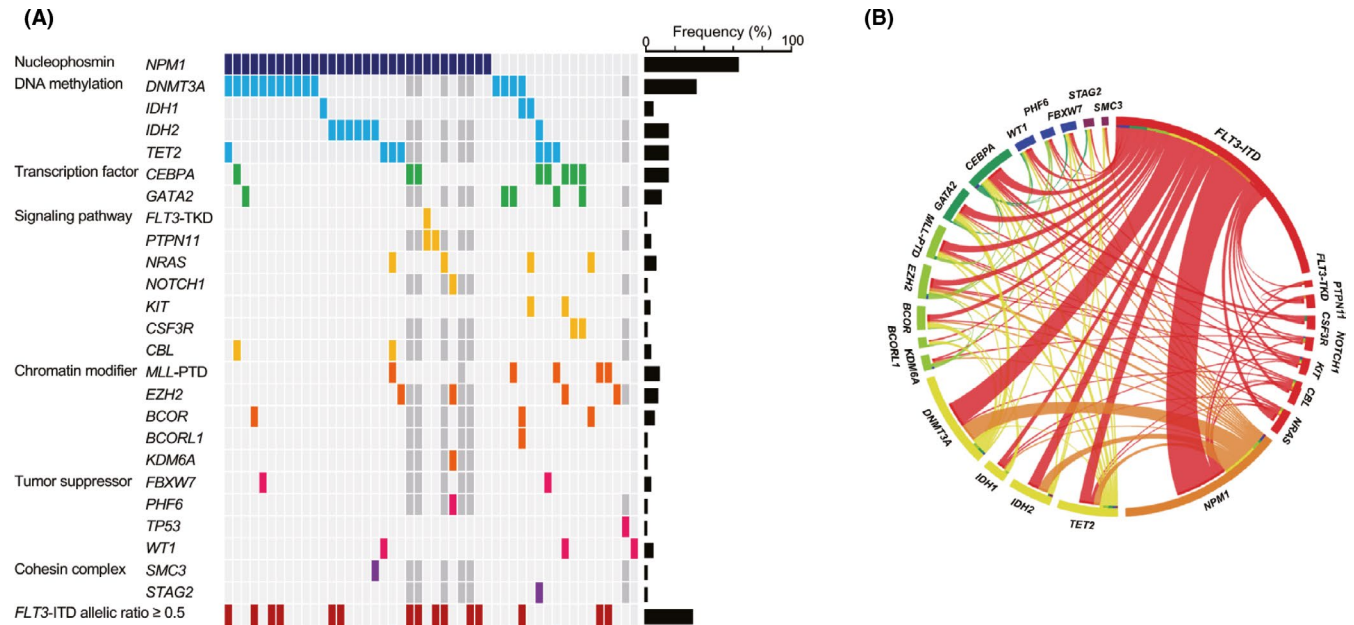 (A)
(B)
Frequency (%)
0
100
Nucleophosmin NPM1
DNA methylation DNMT3A
IDH1
IDH2
TET2
Transcription factor CEBPA
GATA2
Signaling pathway FLT3-TKD
PTPN11
NRAS
NOTCH1
KIT
CSF3R
CBL
Chromatin modifier MLL-PTD
EZH2
BCOR
BCORL1
KDM6A
Tumor suppressor FBXW7
PHF6
TP53
WT1
Cohesin complex SMC3
STAG2
FLT3-ITD allelic ratio ≥ 0.5
FLT3-ITD
FLT3-TKD
PTPN11
CSF3R
NOTCH1
KIT
CBL
NRAS
NPM1
TET2
IDH2
IDH1
DNMT3A
KDM6A
BCORL1
BCOR
EZH2
MLL-PTD
GATA2
CEBPA
WT1
PHF6
FBXW7
STAG2
SMC3